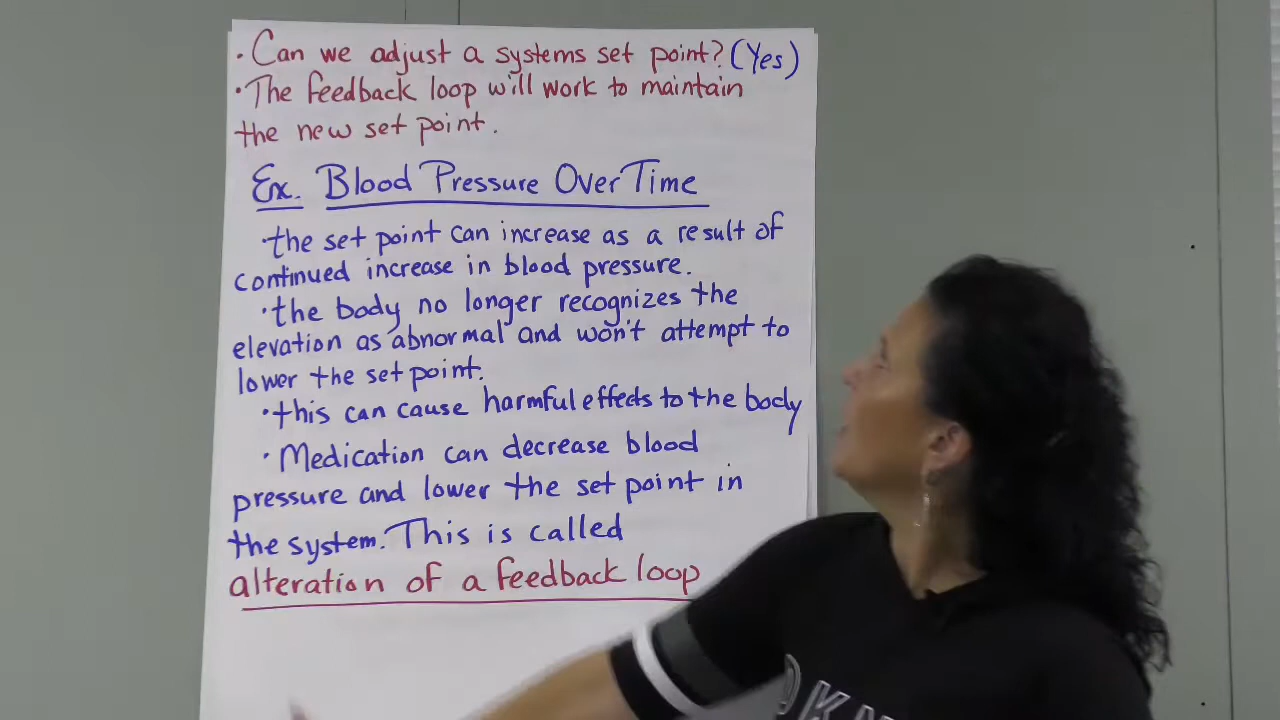 · Can we adjust a systems set point? (Yes)
· The feedback loop will work to maintain
the new set point.
Ex. Blood Pressure Over Time
· the set point can increase as a result of
continued increase in blood pressure.
· the body no longer recognizes the
elevation as abnormal and won't attempt to
lower the set point.
· this can cause harmful effects to the body
· Medication can decrease blood
pressure and lower the set point in
the system. This is called
alteration of a feedback loop